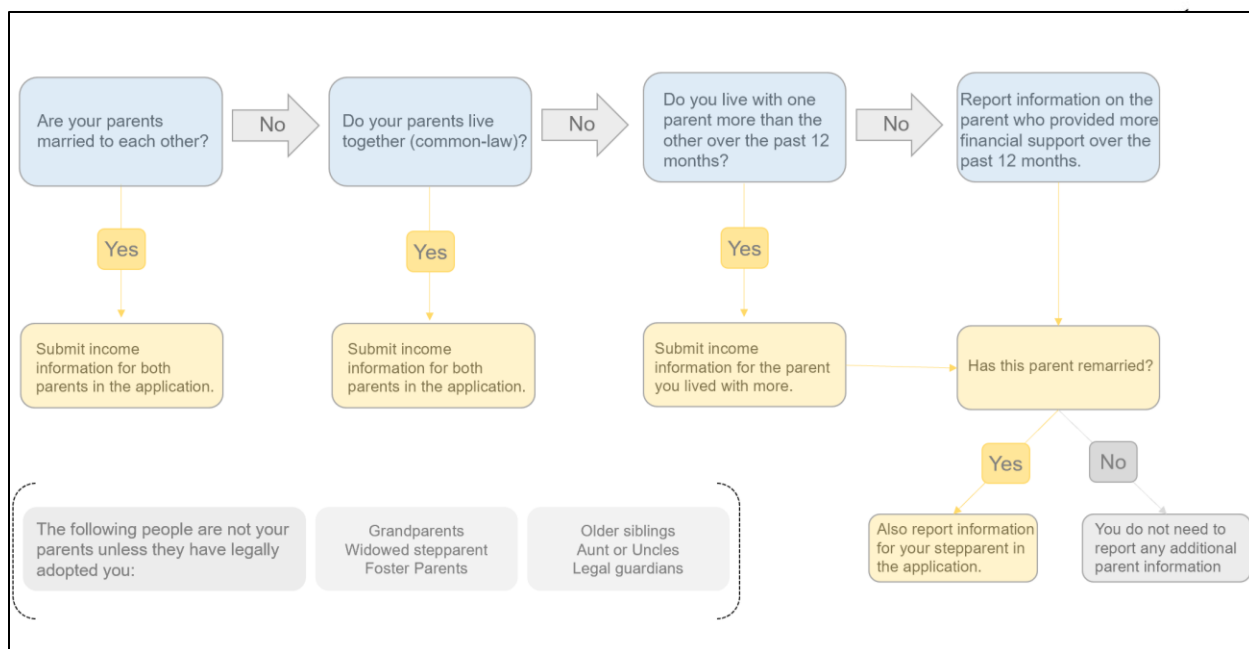 Are your parents
married to each other?
No
Do your parents live
together (common-law)?
No
Do you live with one
parent more than the
other over the past 12
months?
No
Report information on the
parent who provided more
financial support over the
past 12 months.
Yes
Yes
Yes
Submit income
information for both
parents in the application.
Submit income
information for both
parents in the application.
Submit income
information for the parent
you lived with more.
Has this parent remarried?
Yes
No
Also report information
for your stepparent in
the application.
You do not need to
report any additional
parent information
The following people are not your
parents unless they have legally
adopted you:
Grandparents
Widowed stepparent
Foster Parents
Older siblings
Aunt or Uncles
Legal guardians